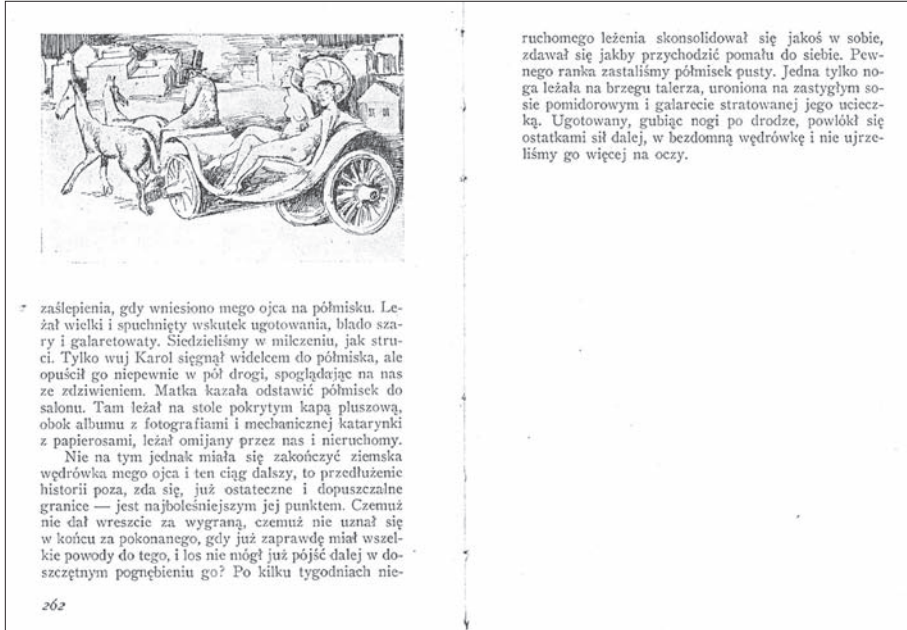 zaślepienia, gdy wniesiono mego ojca na półmisku. Le-
żał wielki i spuchnięty wskutek ugotowania, blado sza-
ry i galaretowaty. Siedzieliśmy w milczeniu, jak stru-
ci. Tylko wuj Karol sięgnął widelcem do półmiska, ale
opuścił go niepewnie w pół drogi, spoglądając na nas
ze zdziwieniem. Matka kazała odstawić półmisek do
salonu. Tam leżał na stole pokrytym kapą pluszową,
obok albumu z fotografiami i mechanicznej katarynki
z papierosami, leżał omijany przez nas i nieruchomy.
Nie na tym jednak miała się zakończyć ziemska
wędrówka mego ojca i ten ciąg dalszy, to przedłużenie
historii poza, zda się, już ostateczne i dopuszczalne
granice — jest najboleśniejszym jej punktem. Czemuż
nie dał wreszcie za wygraną, czemuż nie uznał się
w końcu za pokonanego, gdy już zaprawdę miał wszel-
kie powody do tego, i los nie mógł już pójść dalej w do-
szczętnym pognębieniu go? Po kilku tygodniach nie-
262
ruchomego leżenia skonsolidował się jakoś w sobie,
zdawał się jakby przychodzić pomału do siebie. Pew-
nego ranka zastaliśmy półmisek pusty. Jedna tylko no-
ga leżała na brzegu talerza, uroniona na zastygłym so-
sie pomidorowym i galarecie stratowanej jego uciecz-
ką. Ugotowany, gubiąc nogi po drodze, powlókł się
ostatkami sił dalej, w bezdomną wędrówkę i nie ujrze-
liśmy go więcej na oczy.